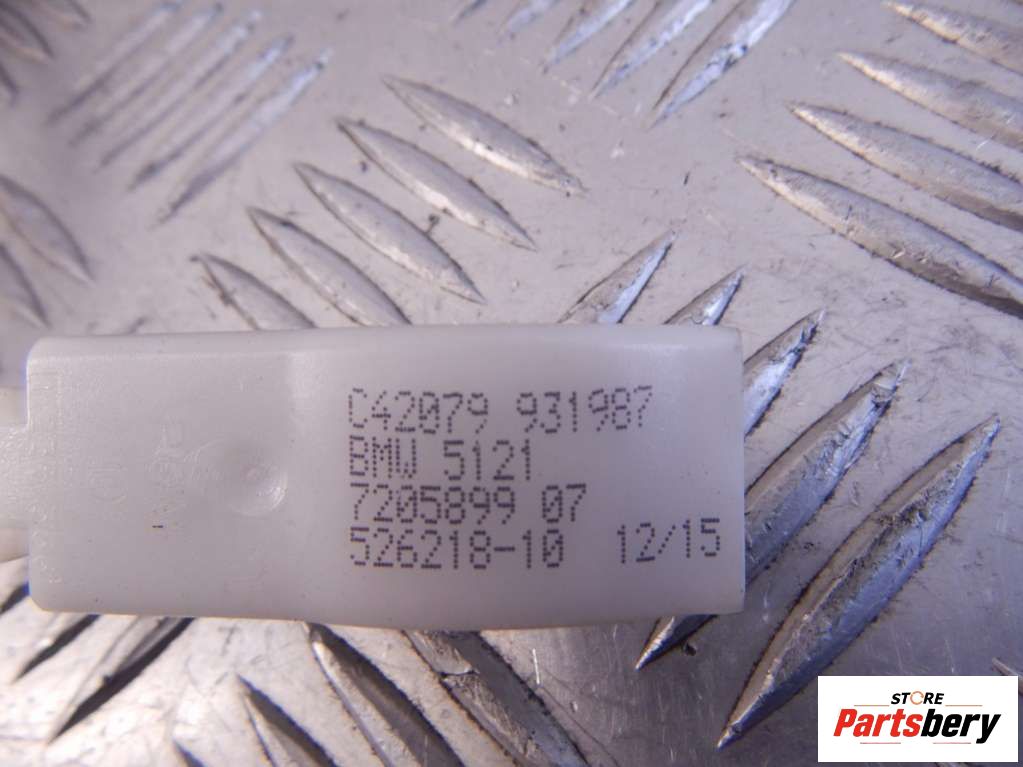 C42079 931987
BMW 5121
7205899 07
526218-10 12/15
STORE
Partsbery